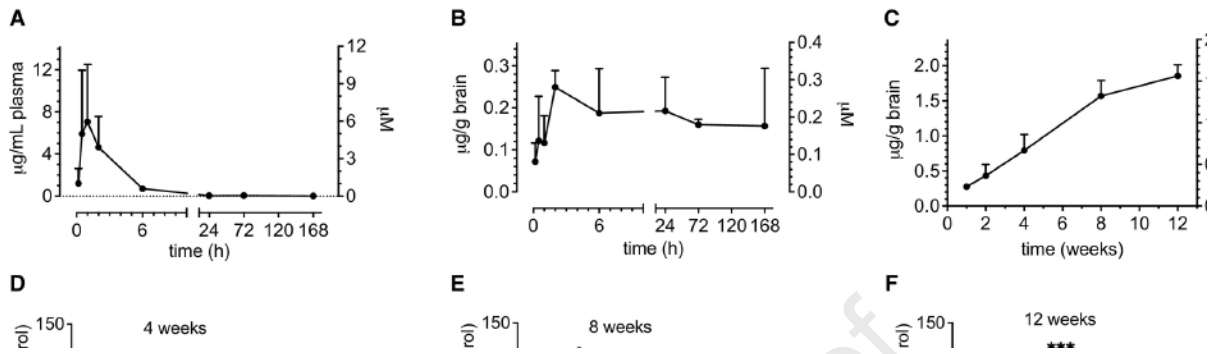 A
μg/mL plasma
12
8
4
0
12
9
6
3
0
μM
0 6 24 72 120 168
time (h)
B
μg/g brain
0.3
0.2
0.1
0.0
0.4
0.3
0.2
0.1
0.0
μM
0 6 24 72 120 168
time (h)
C
μg/g brain
2.0
1.5
1.0
0.5
0.0
0 2 4 6 8 10 12
time (weeks)
D
150
4 weeks
rol)
E
150
8 weeks
rol)
F
150
12 weeks
***
rol)